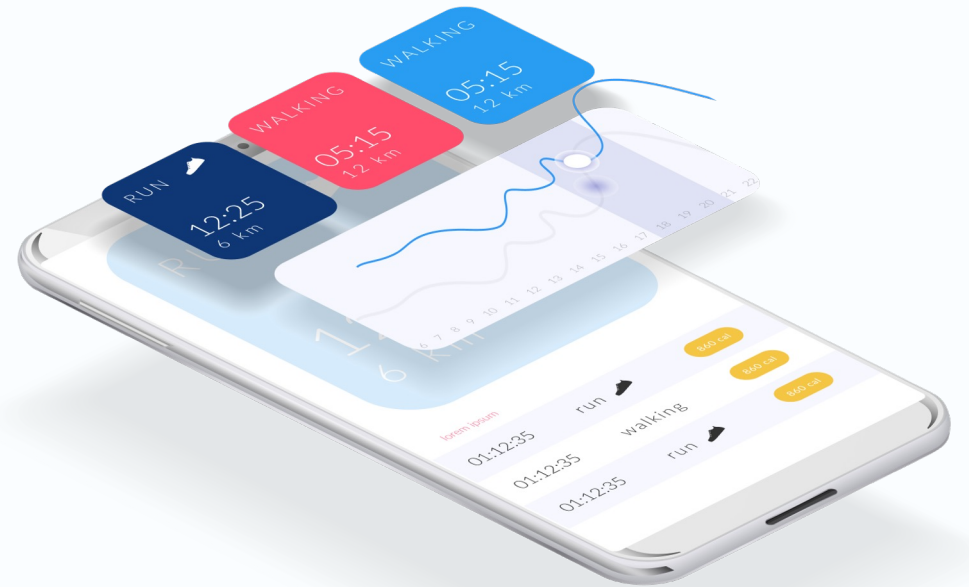 RUN
12:25
6 km
WALKING
05:15
12 km
WALKING
05:15
12 km
6 7 8 9 10 11 12 13 14 15 16 17 18 19 20 21 22
6 km
lorem ipsum
01:12:35 run 860 cal
01:12:35 walking 860 cal
01:12:35 run 860 cal